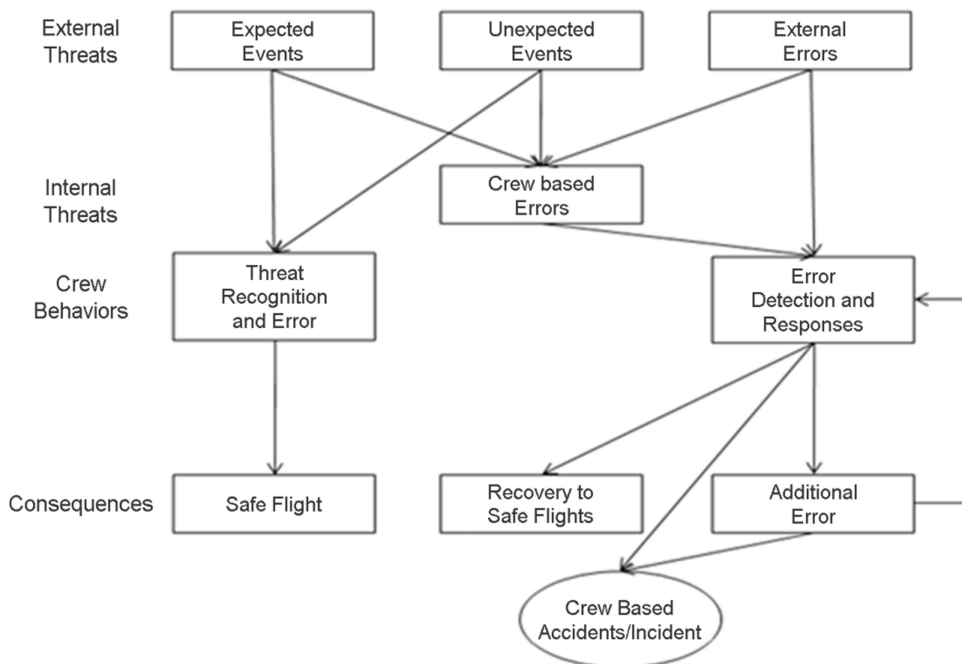 External
Threats
Expected
Events
Unexpected
Events
External
Errors
Internal
Threats
Crew based
Errors
Crew
Behaviors
Threat
Recognition
and Error
Error
Detection and
Responses
Consequences
Safe Flight
Recovery to
Safe Flights
Additional
Error
Crew Based
Accidents/Incident